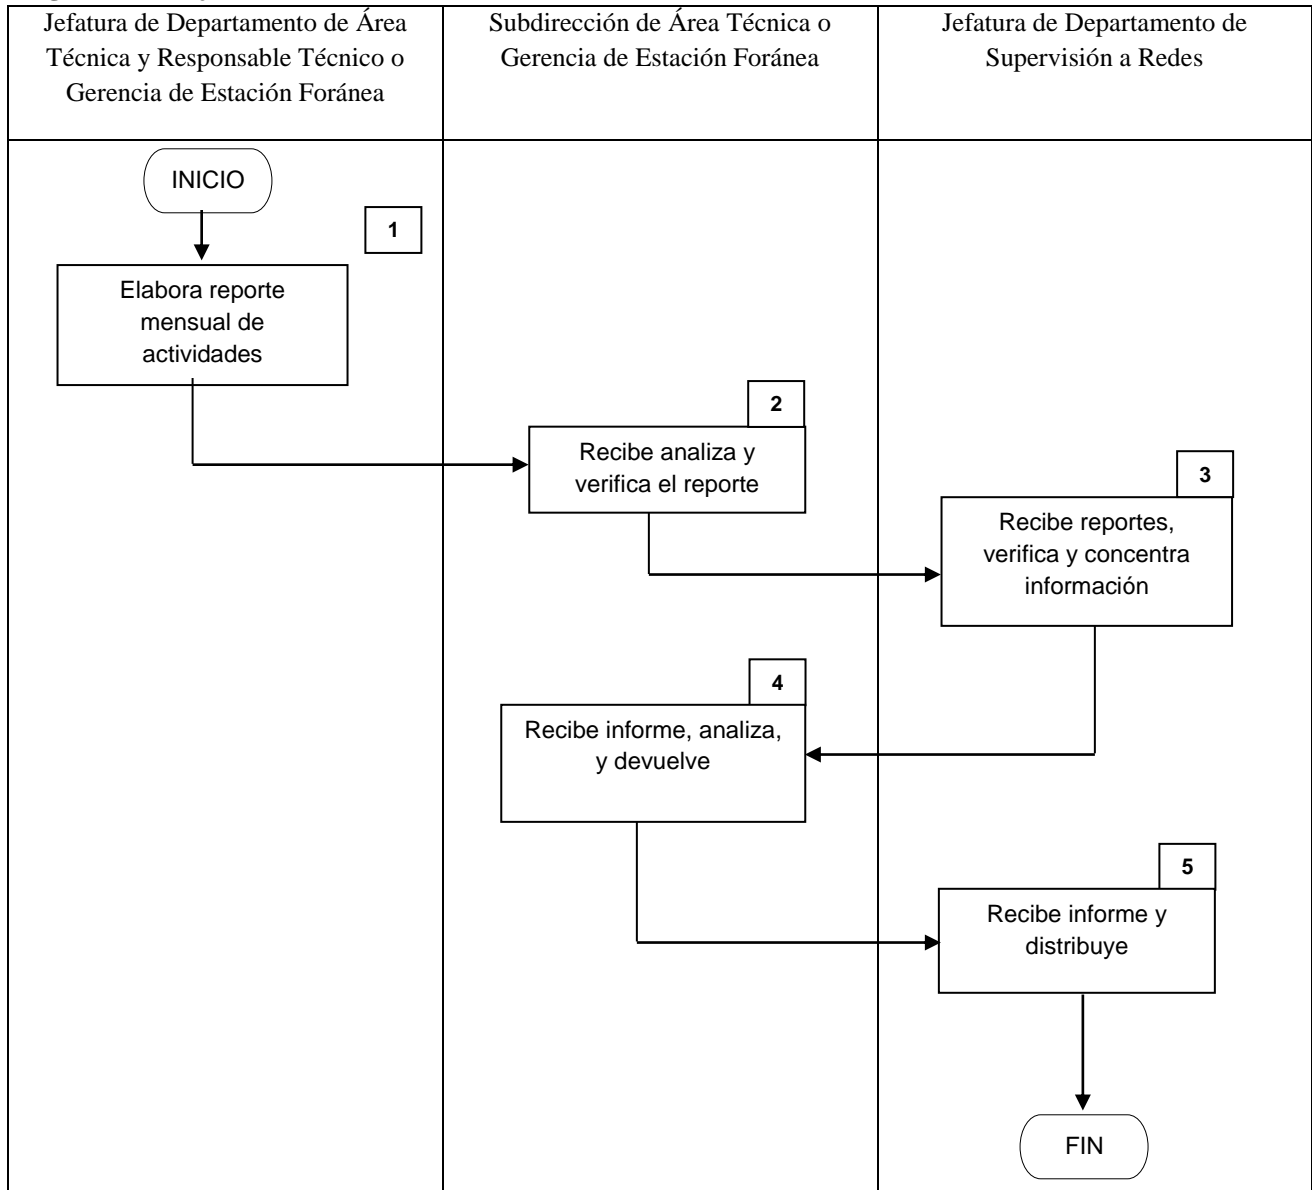 Jefatura de Departamento de Área
Técnica y Responsable Técnico o
Gerencia de Estación Foránea
Subdirección de Área Técnica o
Gerencia de Estación Foránea
Jefatura de Departamento de
Supervisión a Redes
INICIO
1
Elabora reporte
mensual de
actividades
2
Recibe analiza y
verifica el reporte
3
Recibe reportes,
verifica y concentra
información
4
Recibe informe, analiza,
y devuelve
5
Recibe informe y
distribuye
FIN